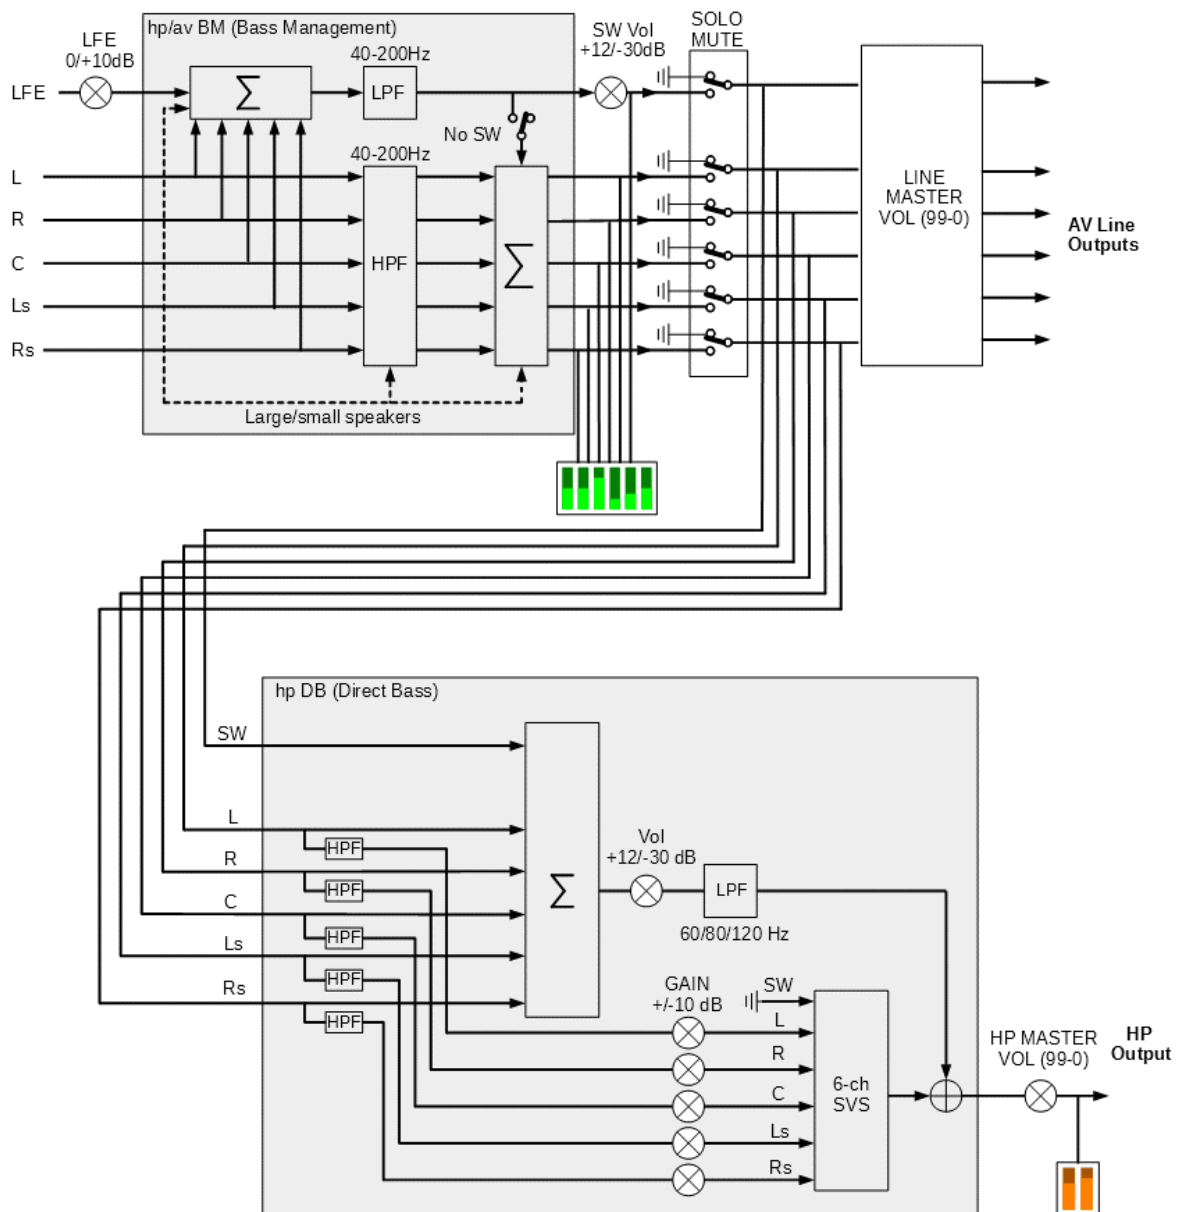 hp/av BM (Bass Management)
LFE
0/+10dB
40-200Hz
SW Vol
+12/-30dB
SOLO
MUTE
LFE
Σ
LPF
No SW
40-200Hz
L
R
C
Ls
Rs
HPF
Σ
LINE
MASTER
VOL (99-0)
AV Line
Outputs
Large/small speakers
hp DB (Direct Bass)
SW
L
HPF
R
HPF
C
HPF
Ls
HPF
Rs
HPF
Σ
Vol
+12/-30 dB
LPF
60/80/120 Hz
GAIN
+/-10 dB
SW
L
R
C
Ls
Rs
6-ch
SVS
HP MASTER
VOL (99-0)
HP
Output